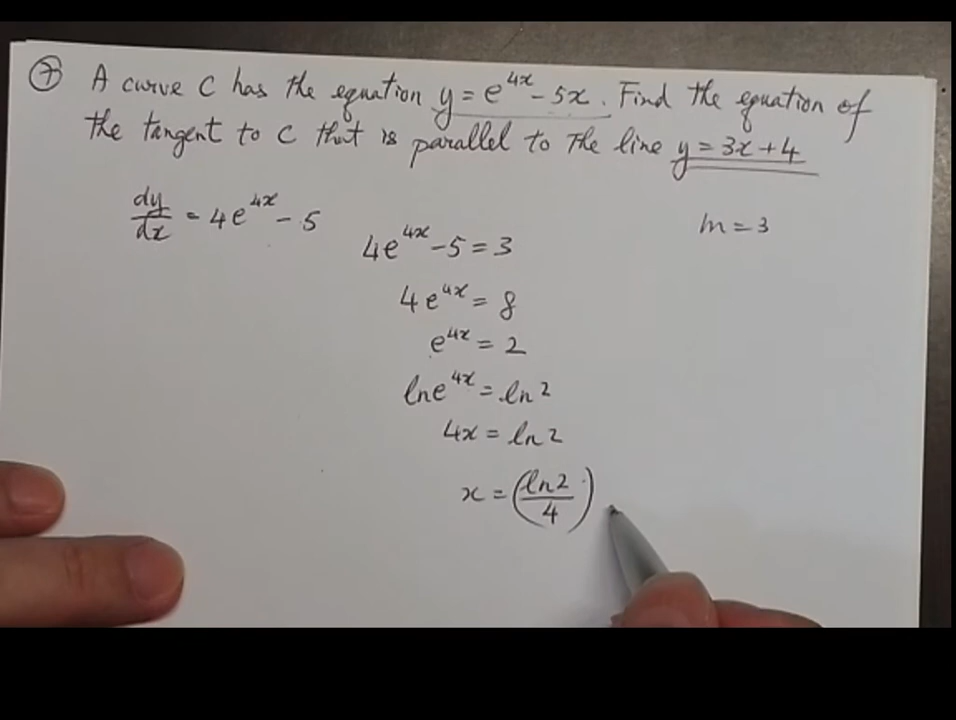 ⑦ A curve C has the equation y = e^{4x} - 5x. Find the equation of
the tangent to C that is parallel to the line y = 3x + 4
dy/dx = 4e^{4x} - 5
m = 3
4e^{4x} - 5 = 3
4e^{4x} = 8
e^{4x} = 2
ln e^{4x} = ln 2
4x = ln 2
x = (ln 2 / 4)